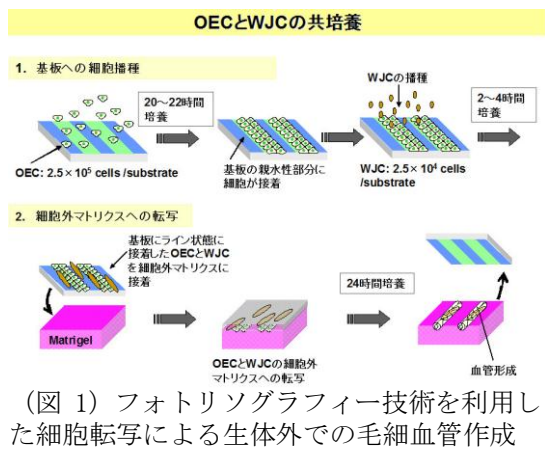 OECとWJCの共培養
1. 基板への細胞播種
20～22時間
培養
WJCの播種
2～4時間
培養
OEC: 2.5×10⁵ cells /substrate
基板の親水性部分に
細胞が接着
WJC: 2.5×10⁴ cells
/substrate
2. 細胞外マトリクスへの転写
基板にライン状態に
接着したOECとWJC
を細胞外マトリクスに
接着
24時間培養
Matrigel
OECとWJCの細胞外
マトリクスへの転写
血管形成
(図 1) フォトリソグラフィー技術を利用し
た細胞転写による生体外での毛細血管作成